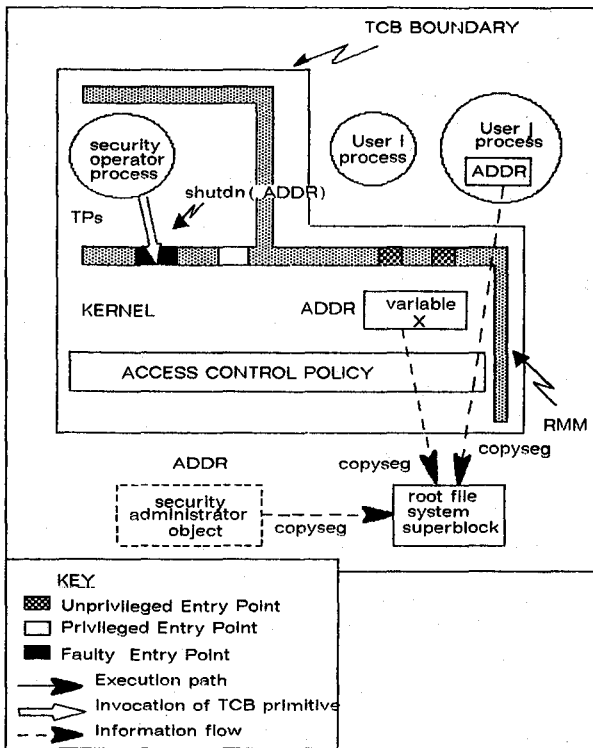 TCB BOUNDARY
security
operator
process
User i
process
User j
process
ADDR
shutdn( ADDR)
TPs
KERNEL
ADDR
variable
X
ACCESS CONTROL POLICY
RMM
copyseg
copyseg
ADDR
security
administrator
object
copyseg
root file
system
superblock
KEY
Unprivileged Entry Point
Privileged Entry Point
Faulty Entry Point
Execution path
Invocation of TCB primitive
Information flow